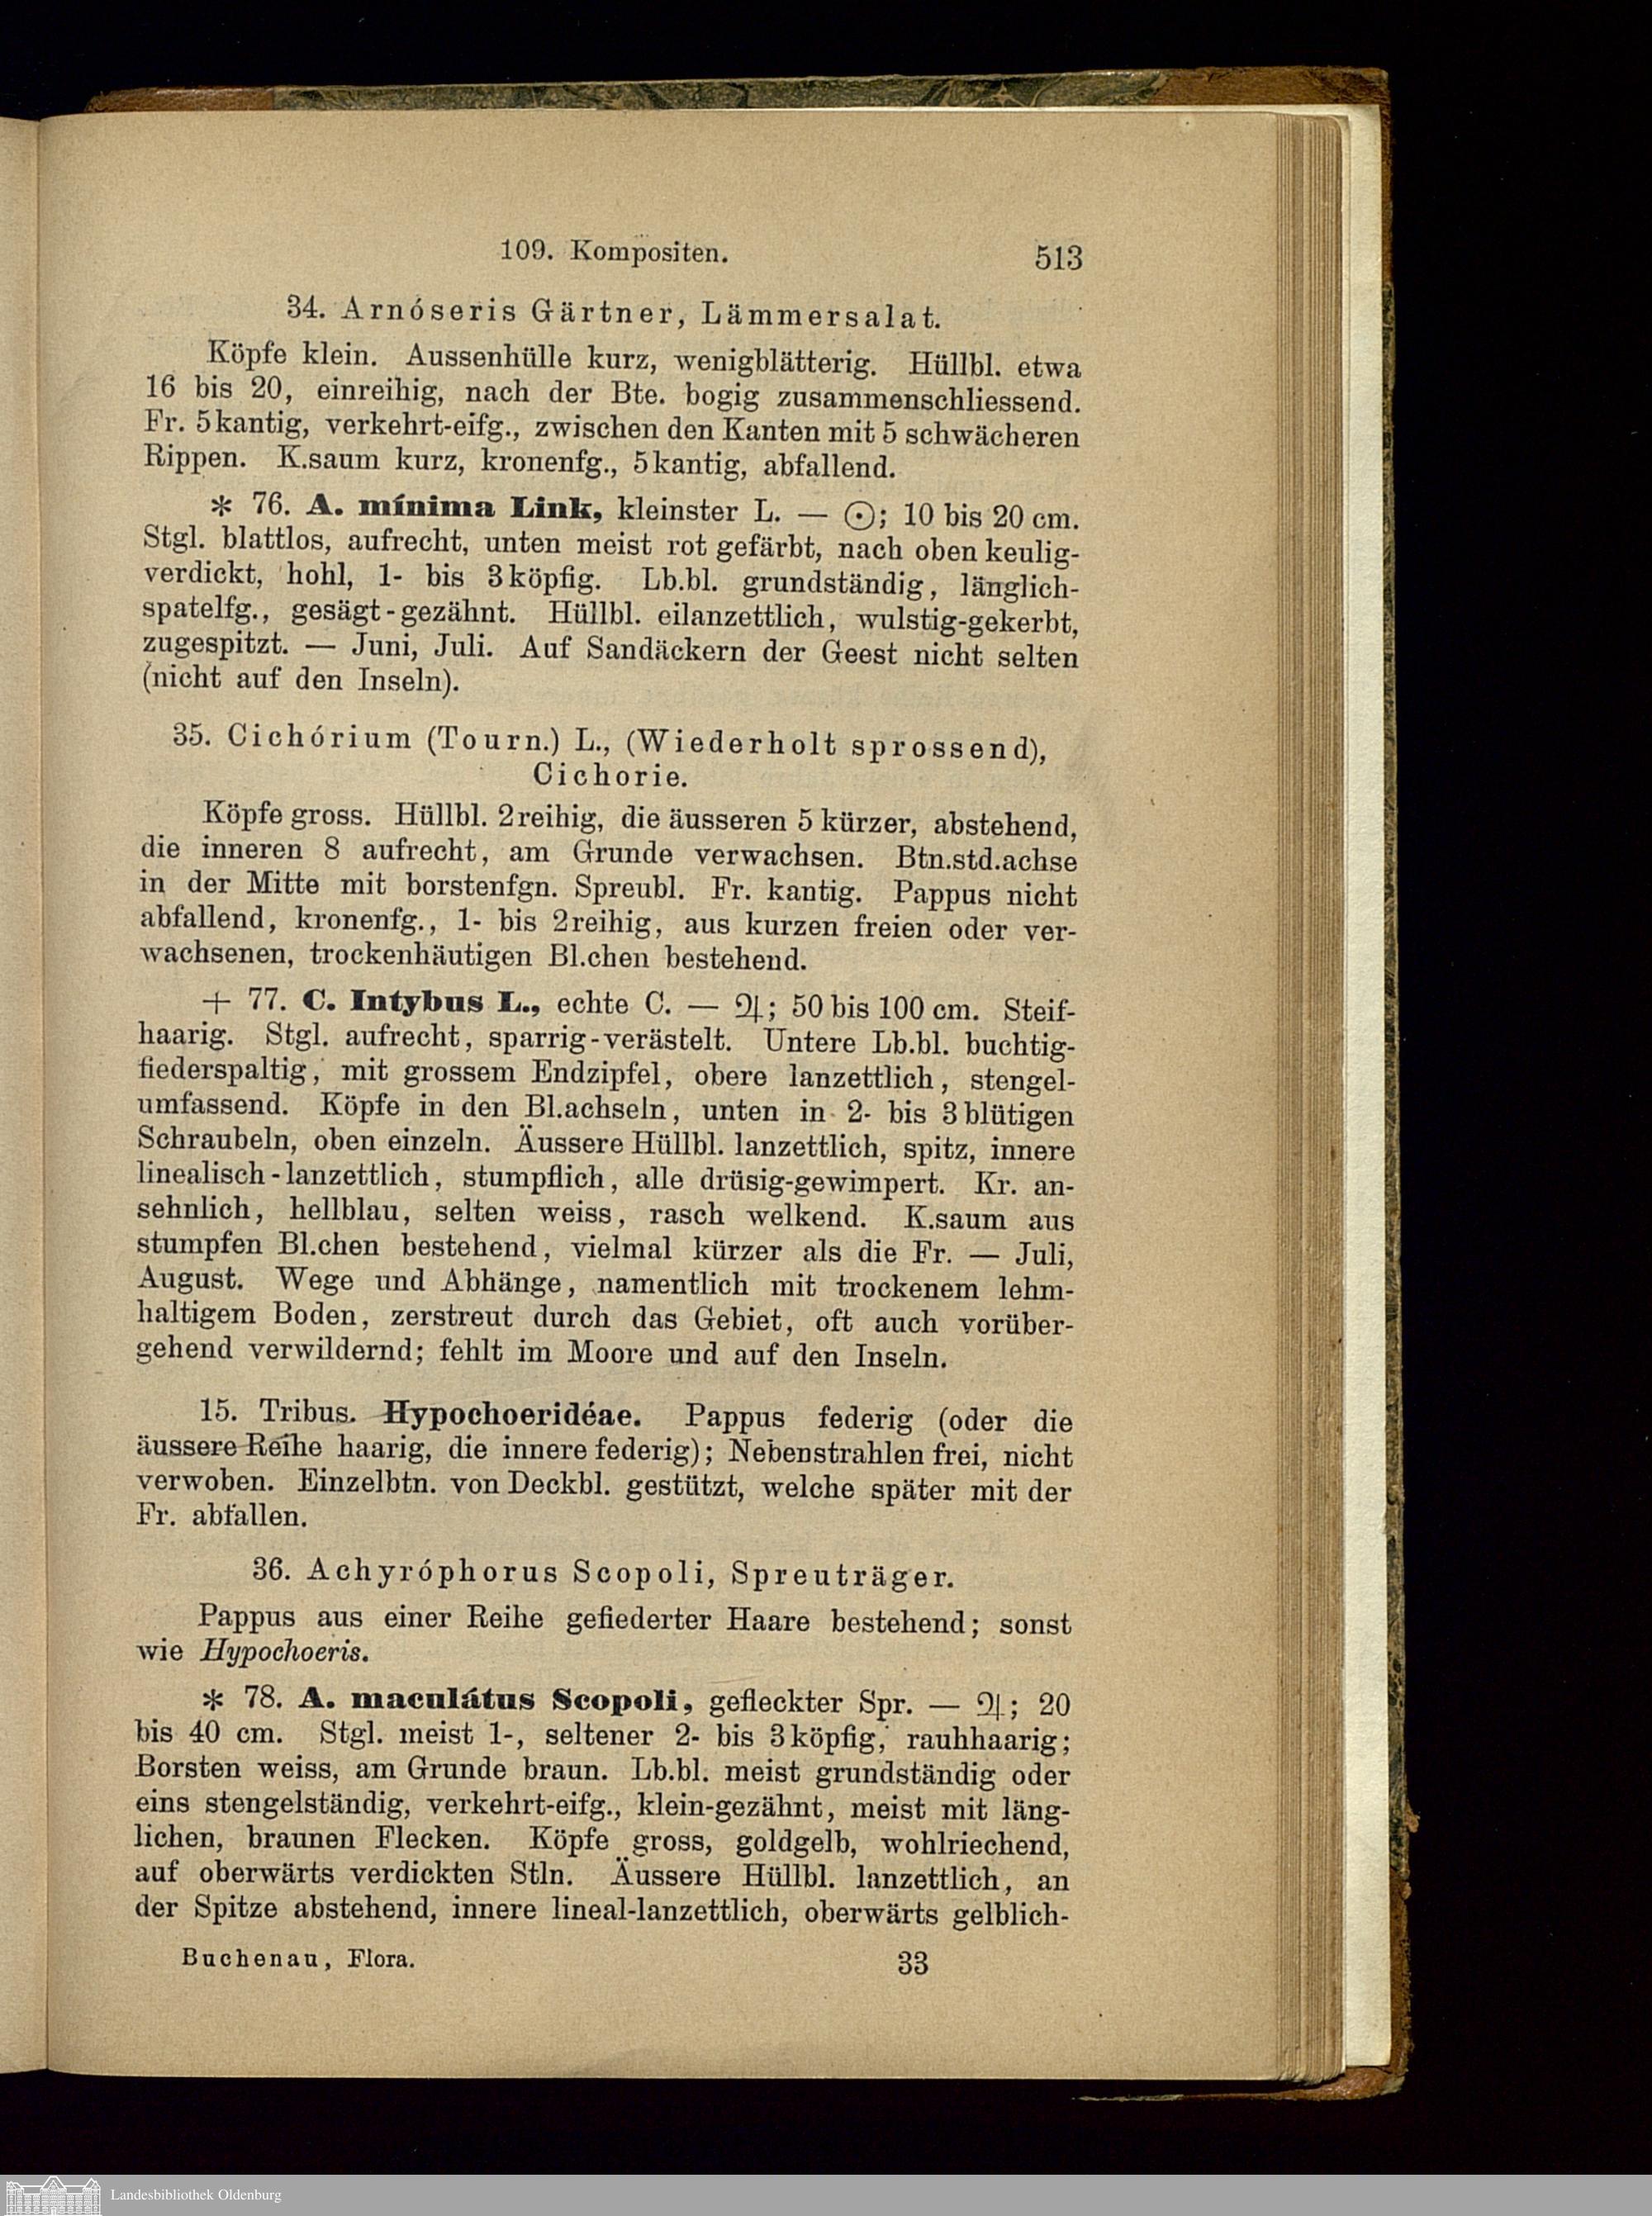 109. Kompositen. 513
34. Arnóseris Gärtner, Lämmersalat.
Köpfe klein. Aussenhülle kurz, wenigblätterig. Hüllbl. etwa
16 bis 20, einreihig, nach der Bte. bogig zusammenschliessend.
Fr. 5kantig, verkehrt-eifg., zwischen den Kanten mit 5 schwächeren
Rippen. K.saum kurz, kronenfg., 5kantig, abfallend.
* 76. A. mínima Link, kleinster L. — ☉; 10 bis 20 cm.
Stgl. blattlos, aufrecht, unten meist rot gefärbt, nach oben keulig-
verdickt, hohl, 1- bis 3köpfig. Lb.bl. grundständig, länglich-
spatelfg., gesägt-gezähnt. Hüllbl. eilanzettlich, wulstig-gekerbt,
zugespitzt. — Juni, Juli. Auf Sandäckern der Geest nicht selten
(nicht auf den Inseln).
35. Cichórium (Tourn.) L., (Wiederholt sprossend),
Cichorie.
Köpfe gross. Hüllbl. 2reihig, die äusseren 5 kürzer, abstehend,
die inneren 8 aufrecht, am Grunde verwachsen. Btn.std.achse
in der Mitte mit borstenfgn. Spreubl. Fr. kantig. Pappus nicht
abfallend, kronenfg., 1- bis 2reihig, aus kurzen freien oder ver-
wachsenen, trockenhäutigen Bl.chen bestehend.
+ 77. C. Intybus L., echte C. — ♃; 50 bis 100 cm. Steif-
haarig. Stgl. aufrecht, sparrig-verästelt. Untere Lb.bl. buchtig-
fiederspaltig, mit grossem Endzipfel, obere lanzettlich, stengel-
umfassend. Köpfe in den Bl.achseln, unten in 2- bis 3blütigen
Schraubeln, oben einzeln. Äussere Hüllbl. lanzettlich, spitz, innere
linealisch-lanzettlich, stumpflich, alle drüsig-gewimpert. Kr. an-
sehnlich, hellblau, selten weiss, rasch welkend. K.saum aus
stumpfen Bl.chen bestehend, vielmal kürzer als die Fr. — Juli,
August. Wege und Abhänge, namentlich mit trockenem lehm-
haltigem Boden, zerstreut durch das Gebiet, oft auch vorüber-
gehend verwildernd; fehlt im Moore und auf den Inseln.
15. Tribus. Hypochoeridéae. Pappus federig (oder die
äussere Reihe haarig, die innere federig); Nebenstrahlen frei, nicht
verwoben. Einzelbtn. von Deckbl. gestützt, welche später mit der
Fr. abfallen.
36. Achyróphorus Scopoli, Spreuträger.
Pappus aus einer Reihe gefiederter Haare bestehend; sonst
wie Hypochoeris.
* 78. A. maculátus Scopoli, gefleckter Spr. — ♃; 20
bis 40 cm. Stgl. meist 1-, seltener 2- bis 3köpfig, rauhhaarig;
Borsten weiss, am Grunde braun. Lb.bl. meist grundständig oder
eins stengelständig, verkehrt-eifg., klein-gezähnt, meist mit läng-
lichen, braunen Flecken. Köpfe gross, goldgelb, wohlriechend,
auf oberwärts verdickten Stln. Äussere Hüllbl. lanzettlich, an
der Spitze abstehend, innere lineal-lanzettlich, oberwärts gelblich-
Buchenau, Flora. 33
Landesbibliothek Oldenburg